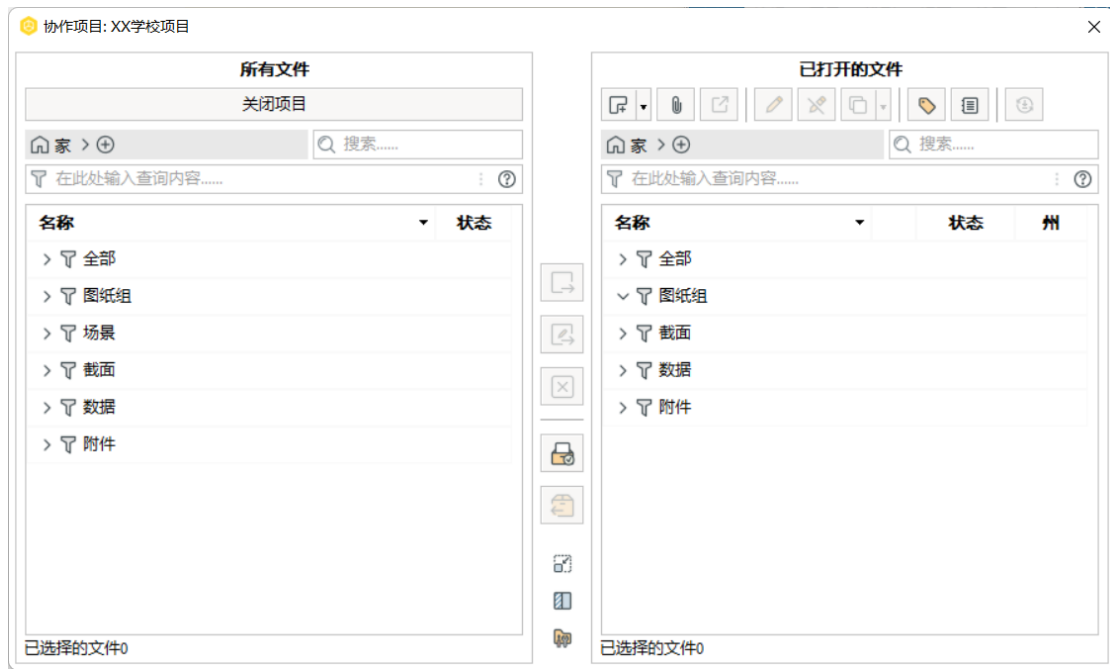 协作项目: XX学校项目
所有文件
关闭项目
家
搜索......
在此处输入查询内容......
名称 状态
全部
图纸组
场景
截面
数据
附件
已选择的文件0
已打开的文件
家
搜索......
在此处输入查询内容......
名称 状态 州
全部
图纸组
截面
数据
附件
已选择的文件0